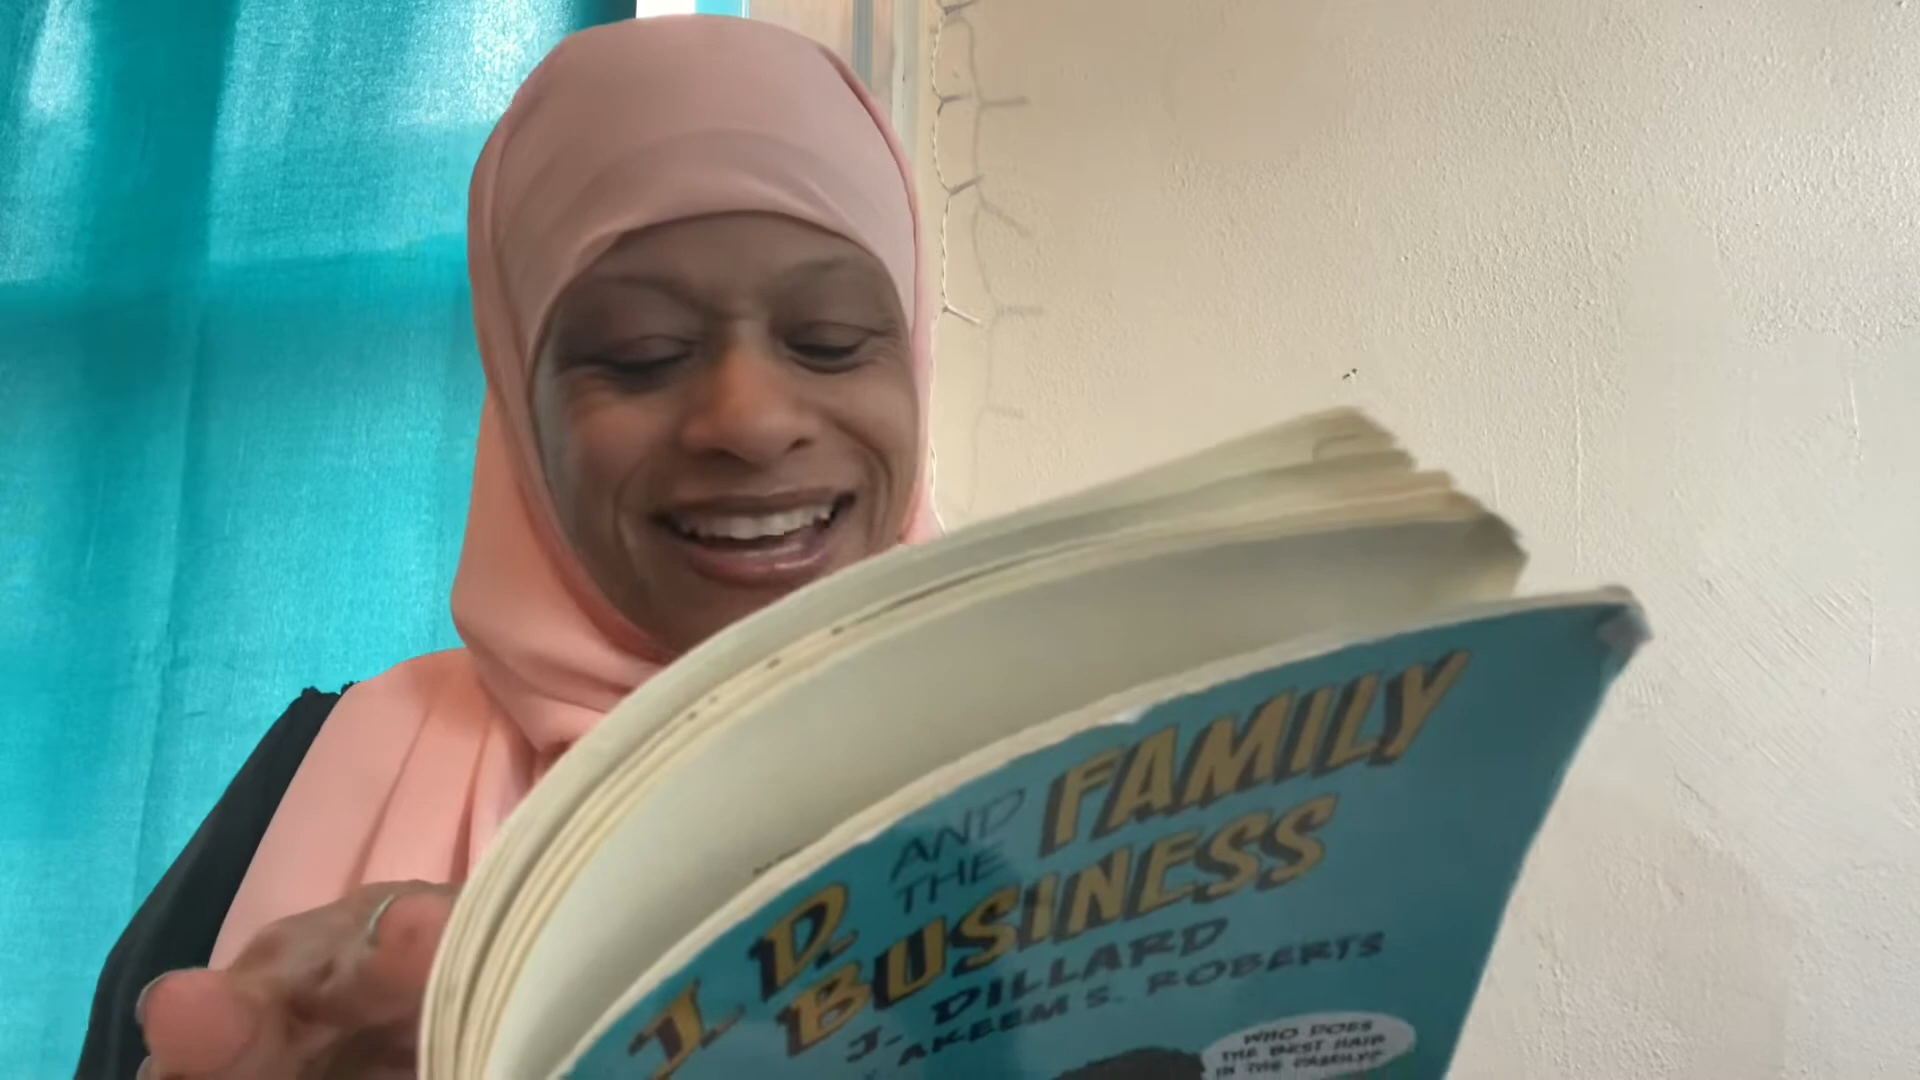 J. D. AND THE FAMILY
BUSINESS
J. DILLARD
AKEEM S. ROBERTS
WHO DOES
THE BEST HAIR
IN THE FAMILY?